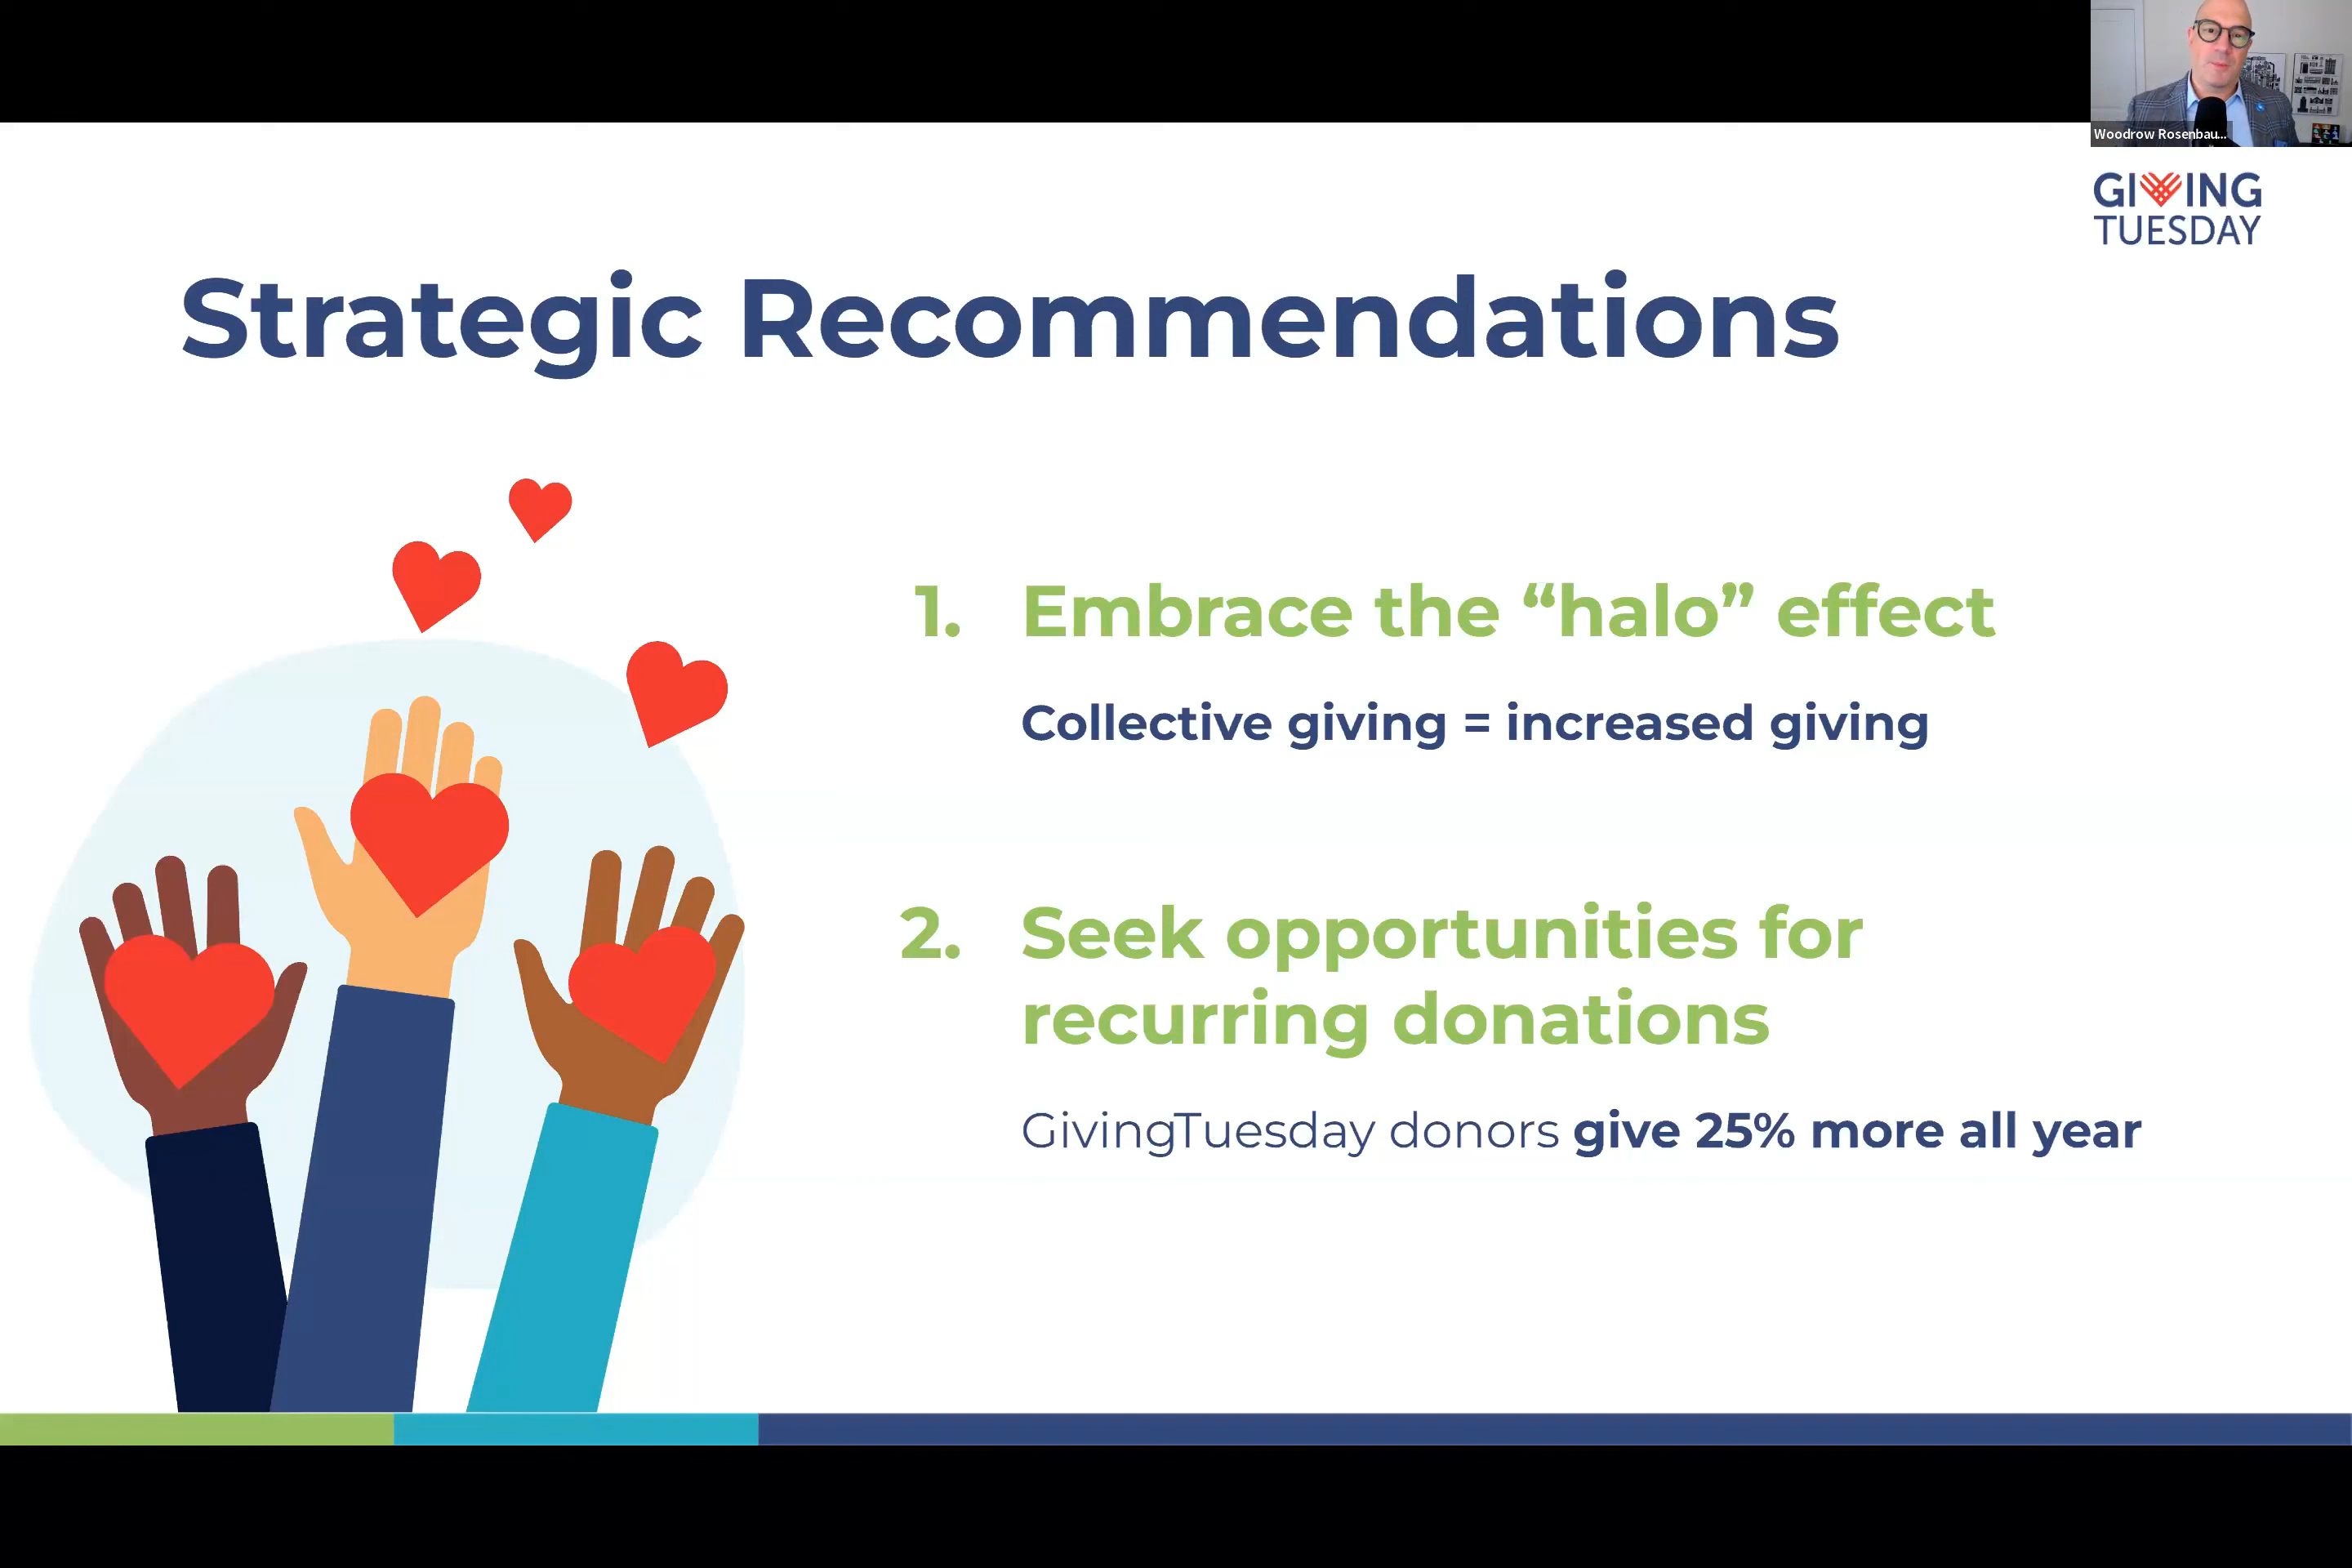 Woodrow Rosenbau...
GIVING
TUESDAY
Strategic Recommendations
1. Embrace the “halo” effect
Collective giving = increased giving
2. Seek opportunities for
recurring donations
GivingTuesday donors give 25% more all year